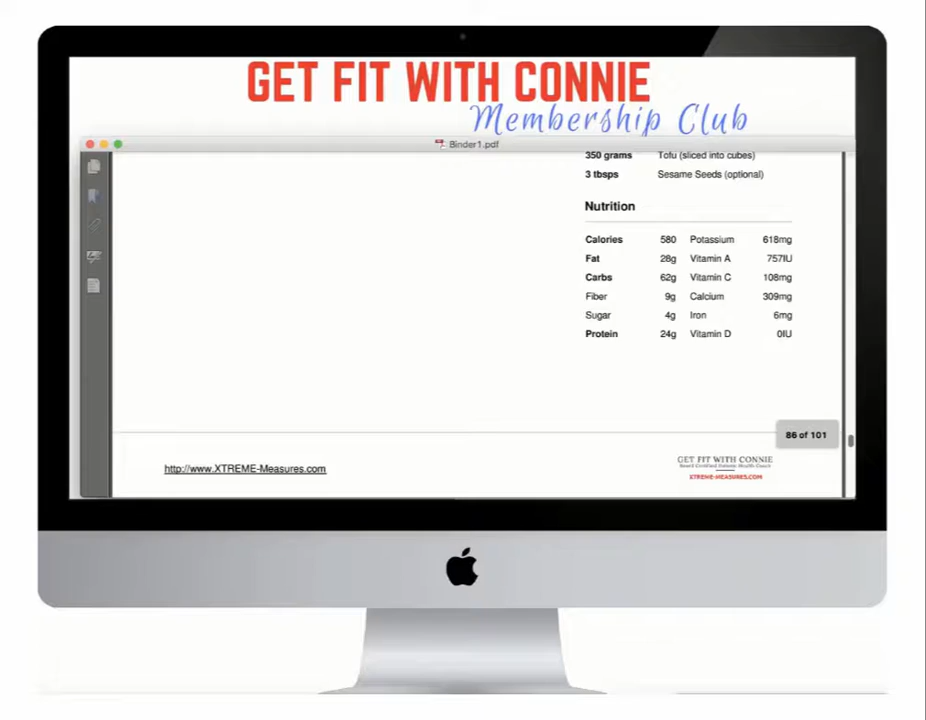 GET FIT WITH CONNIE
Membership Club
Binder1.pdf
350 grams Tofu (sliced into cubes)
3 tbsps Sesame Seeds (optional)
Nutrition
Calories 580 Potassium 618mg
Fat 28g Vitamin A 757IU
Carbs 62g Vitamin C 108mg
Fiber 9g Calcium 309mg
Sugar 4g Iron 6mg
Protein 24g Vitamin D 0IU
86 of 101
http://www.XTREME-Measures.com
GET FIT WITH CONNIE
XTREME-MEASURES.COM